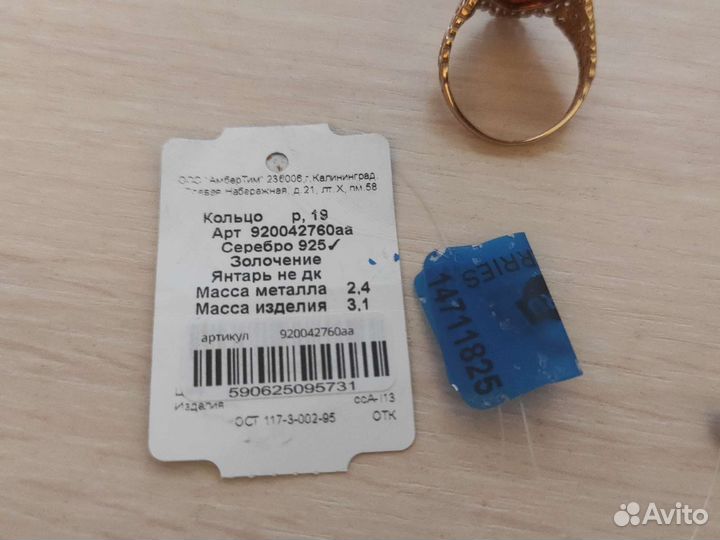 ООО "АмберТим" 236006,г,Калининград,
Набережная, д.21, лт. X, пм.58
Кольцо р, 19
Арт 920042760аа
Серебро 925✓
Золочение
Янтарь не дк
Масса металла 2,4
Масса изделия 3,1
артикул 920042760аа
590625095731
Изделия
ОСТ 117-3-002-95 ОТК
RRIES
14711825
Avito